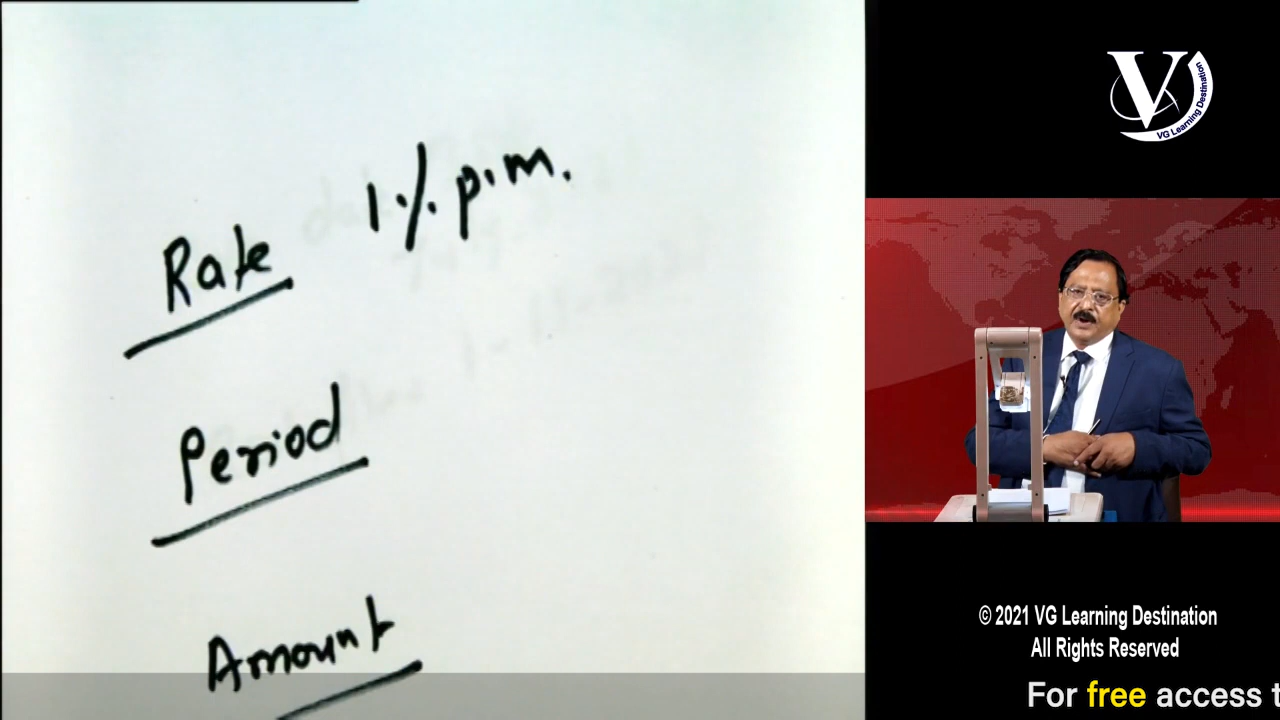 1% p.m.
Rate
Period
Amount
V
VG Learning Destination
© 2021 VG Learning Destination
All Rights Reserved
For free access t